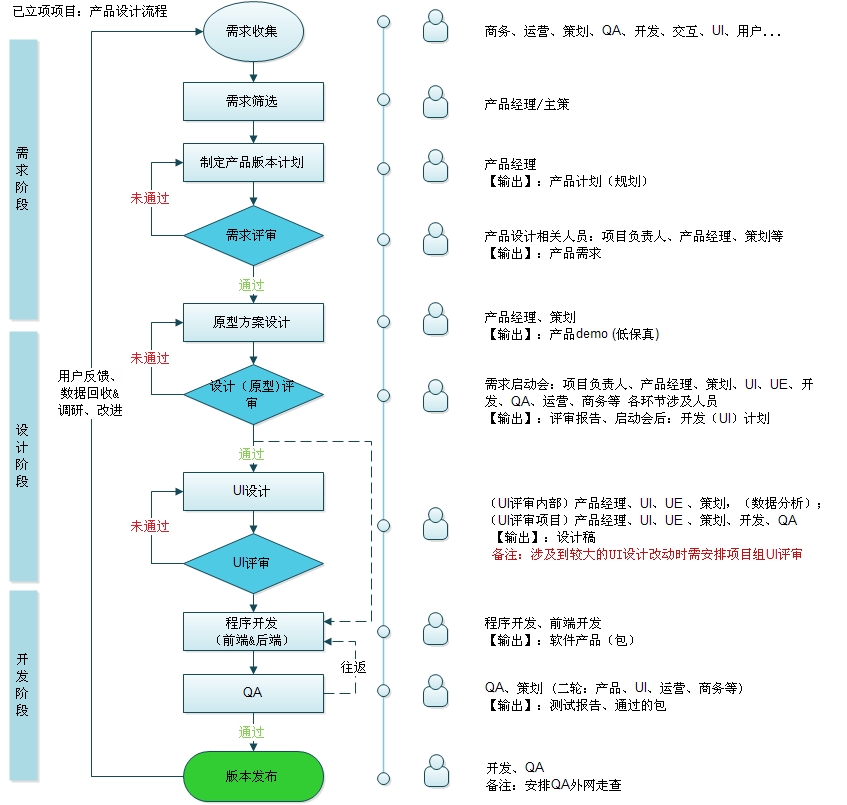 已立项项目：产品设计流程
需求收集
商务、运营、策划、QA、开发、交互、UI、用户...
需求阶段
需求筛选
产品经理/主策
制定产品版本计划
产品经理
【输出】：产品计划（规划）
未通过
需求评审
产品设计相关人员：项目负责人、产品经理、策划等
【输出】：产品需求
通过
原型方案设计
产品经理、策划
【输出】：产品demo (低保真)
未通过
设计阶段
用户反馈、
数据回收&
调研、改进
设计（原型）评
审
需求启动会：项目负责人、产品经理、策划、UI、UE、开
发、QA、运营、商务等 各环节涉及人员
【输出】：评审报告、启动会后：开发（UI）计划
通过
UI设计
未通过
（UI评审内部）产品经理、UI、UE 、策划，（数据分析）；
（UI评审项目）产品经理、UI、UE 、策划、开发、QA
【输出】：设计稿
备注：涉及到较大的UI设计改动时需安排项目组UI评审
UI评审
开发阶段
程序开发
（前端&后端）
程序开发、前端开发
【输出】：软件产品（包）
往返
QA
QA、策划（二轮：产品、UI、运营、商务等）
【输出】：测试报告、通过的包
通过
版本发布
开发、QA
备注：安排QA外网走查